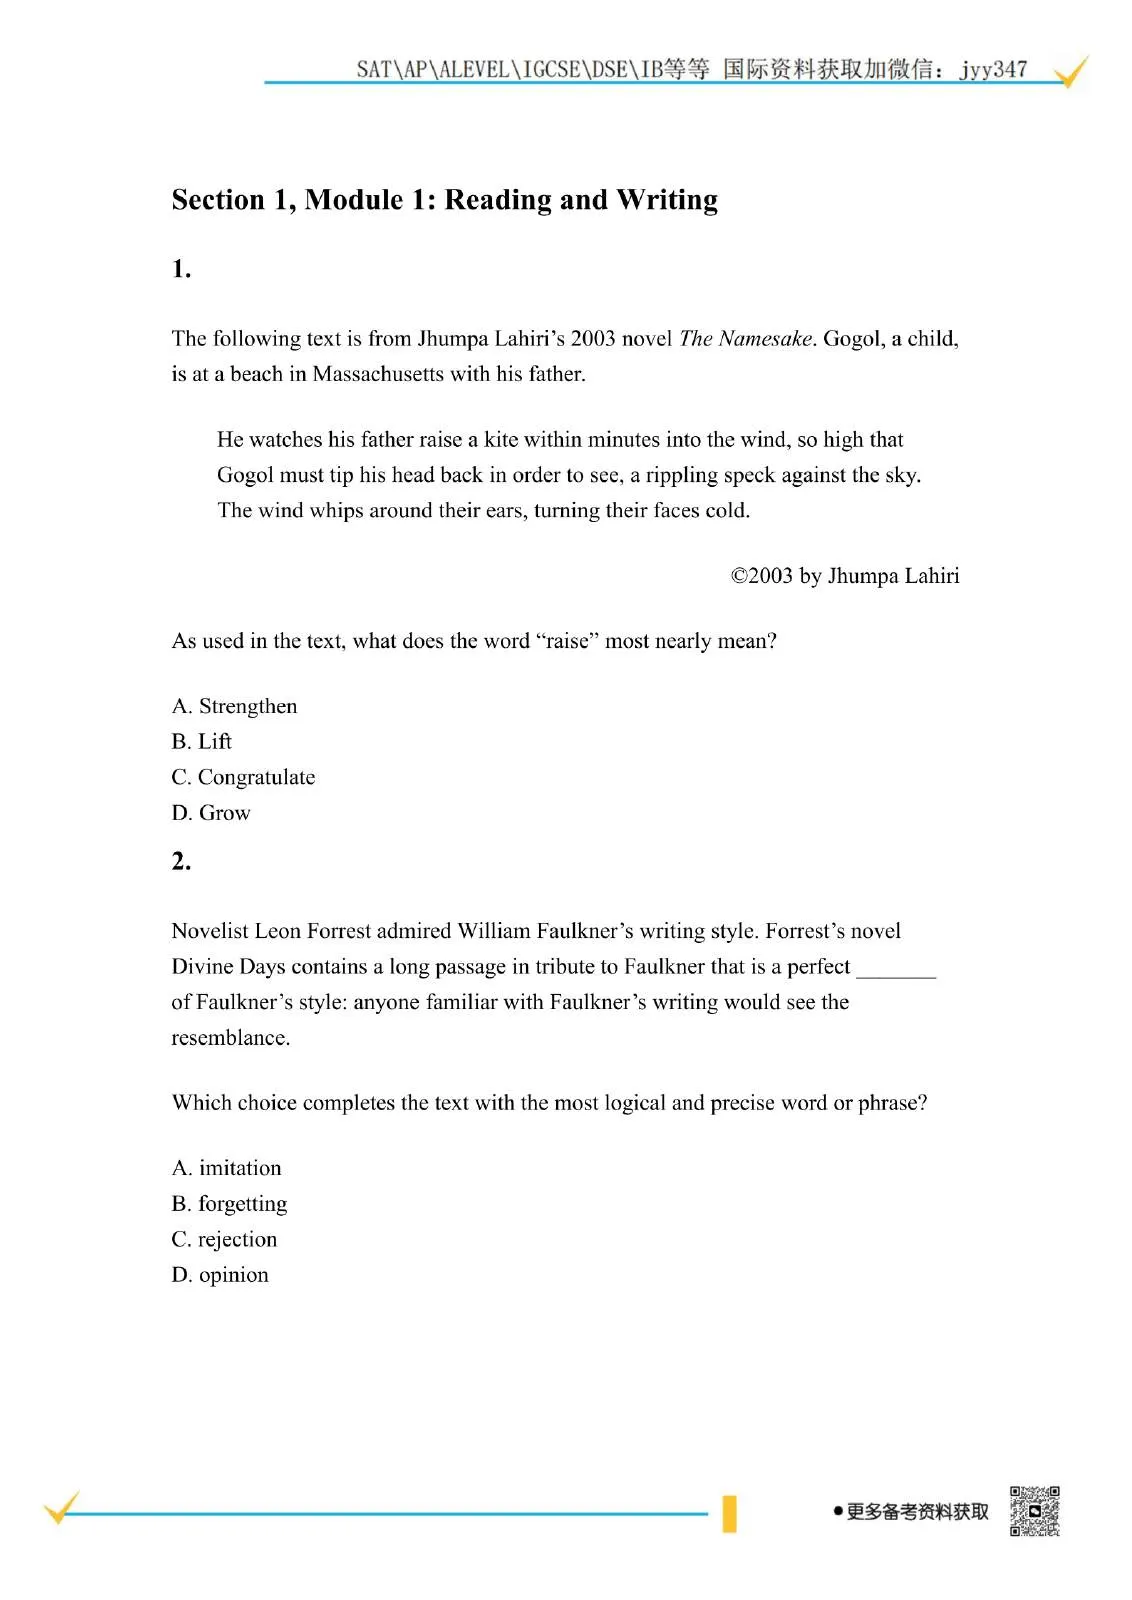 SAT\AP\ALEVEL\IGCSE\DSE\IB等等 国际资料获取加微信：jyy347
Section 1, Module 1: Reading and Writing
1.
The following text is from Jhumpa Lahiri’s 2003 novel The Namesake. Gogol, a child,
is at a beach in Massachusetts with his father.
He watches his father raise a kite within minutes into the wind, so high that
Gogol must tip his head back in order to see, a rippling speck against the sky.
The wind whips around their ears, turning their faces cold.
©2003 by Jhumpa Lahiri
As used in the text, what does the word “raise” most nearly mean?
A. Strengthen
B. Lift
C. Congratulate
D. Grow
2.
Novelist Leon Forrest admired William Faulkner’s writing style. Forrest’s novel
Divine Days contains a long passage in tribute to Faulkner that is a perfect _______
of Faulkner’s style: anyone familiar with Faulkner’s writing would see the
resemblance.
Which choice completes the text with the most logical and precise word or phrase?
A. imitation
B. forgetting
C. rejection
D. opinion
•更多备考资料获取